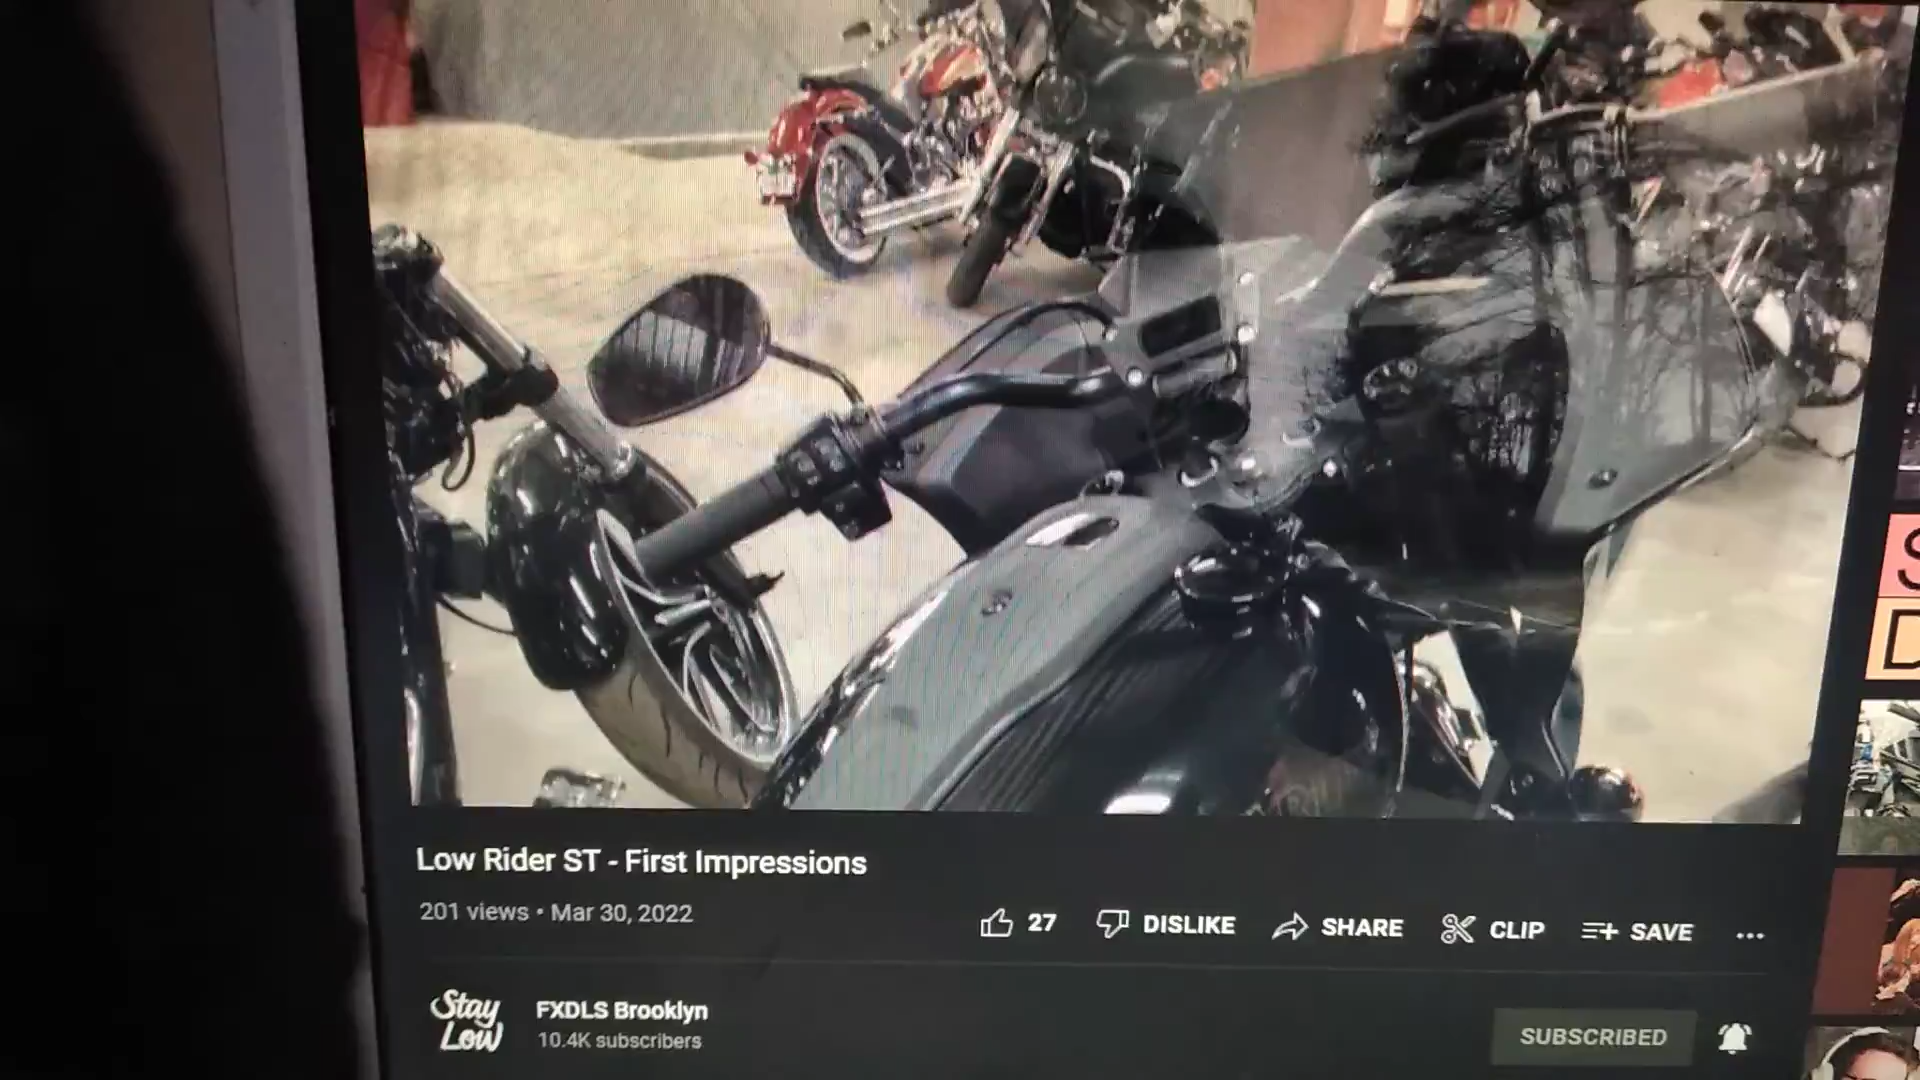 Low Rider ST - First Impressions
201 views • Mar 30, 2022
27 DISLIKE SHARE CLIP SAVE
Stay
Low
FXDLS Brooklyn
10.4K subscribers
SUBSCRIBED
S
D